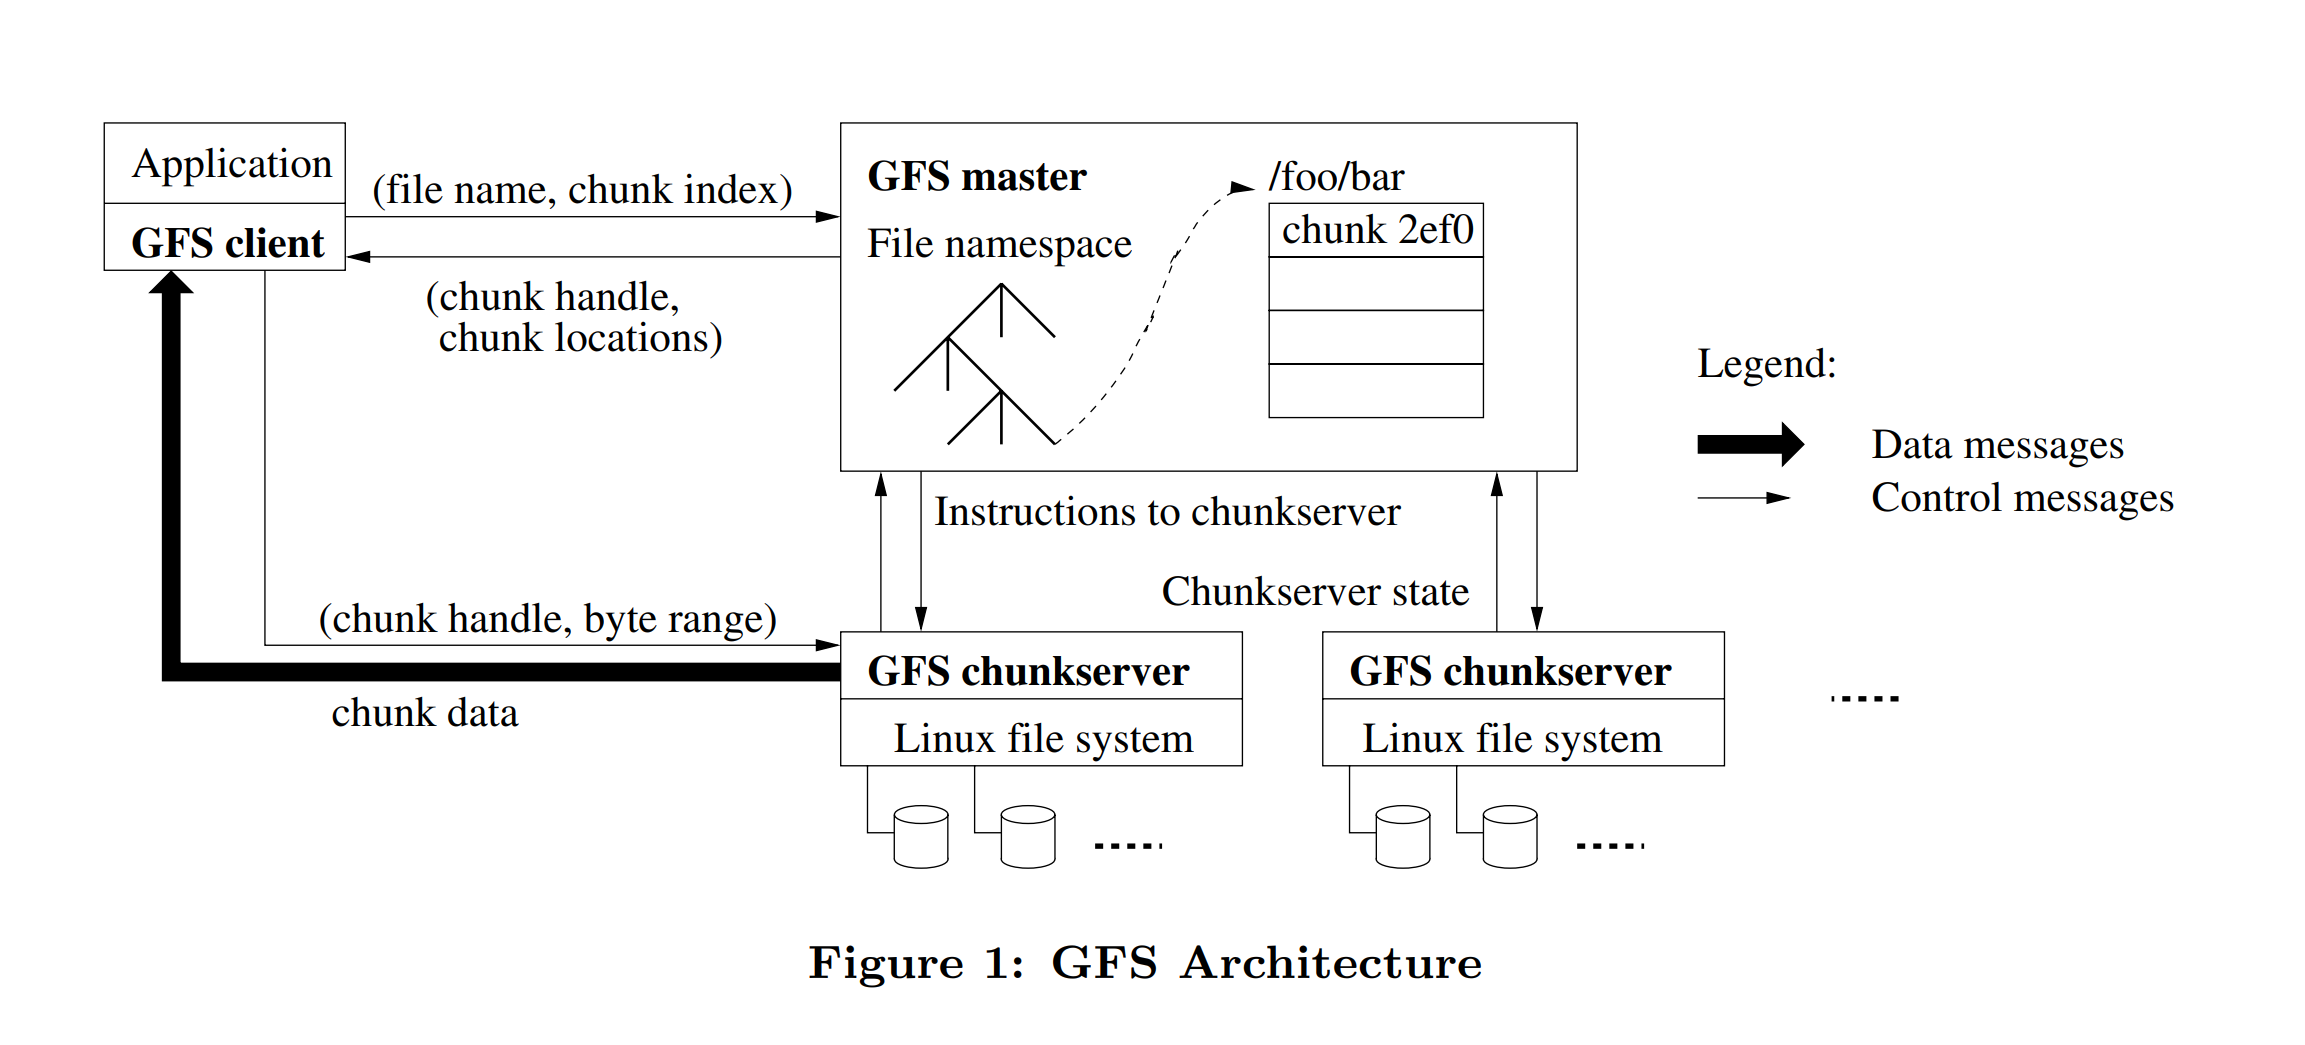 Application
GFS client
(file name, chunk index)
(chunk handle,
chunk locations)
GFS master
File namespace
/foo/bar
chunk 2ef0
Legend:
Data messages
Control messages
Instructions to chunkserver
Chunkserver state
(chunk handle, byte range)
chunk data
GFS chunkserver
Linux file system
GFS chunkserver
Linux file system
Figure 1: GFS Architecture